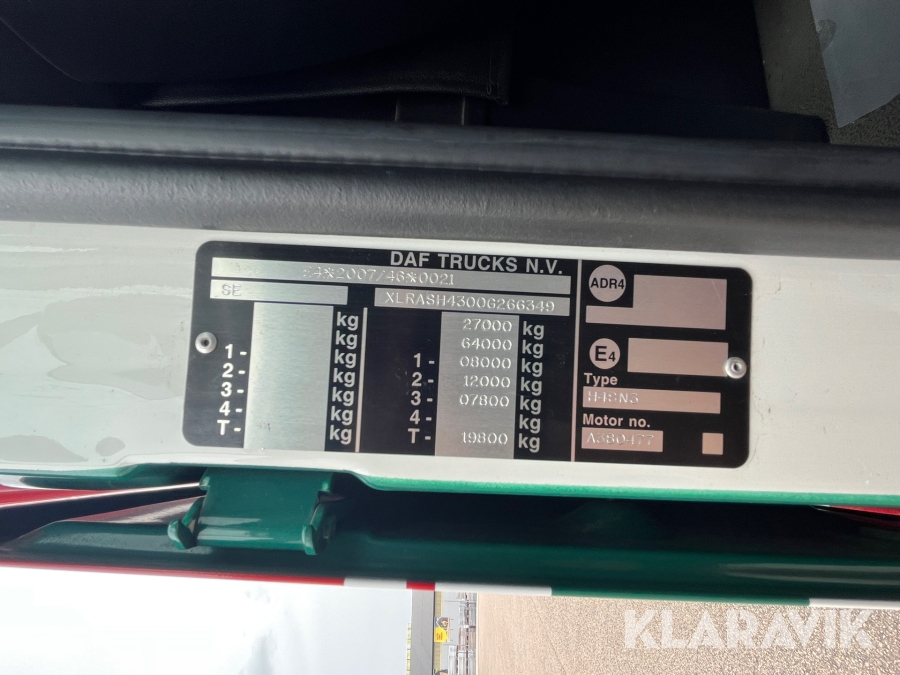 DAF TRUCKS N.V.
E4*2007/46*0021
SE
XLRASH4300G266349
kg
kg
1- kg
2- kg
3- kg
4- kg
T- kg
27000 kg
64000 kg
1- 08000 kg
2- 12000 kg
3- 07800 kg
4- kg
T- 19800 kg
ADR4
E4
Type
Motor no.
A380477
KLARAVIK